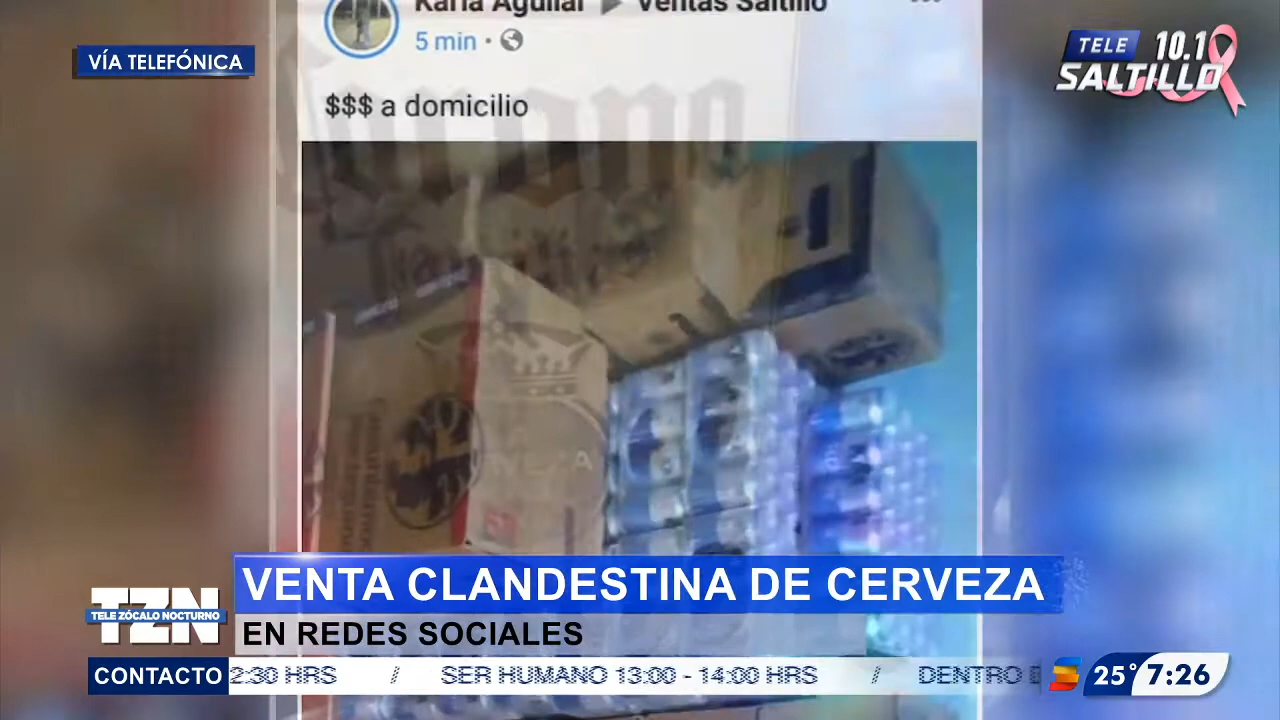 Karla Aguilar ▶ Ventas Saltillo
5 min
$$$ a domicilio
VÍA TELEFÓNICA
TELE 10.1
SALTILLO
VENTA CLANDESTINA DE CERVEZA
TZN
TELE ZÓCALO NOCTURNO
EN REDES SOCIALES
CONTACTO
2:30 HRS / SER HUMANO 13:00 - 14:00 HRS / DENTRO
25° 7:26